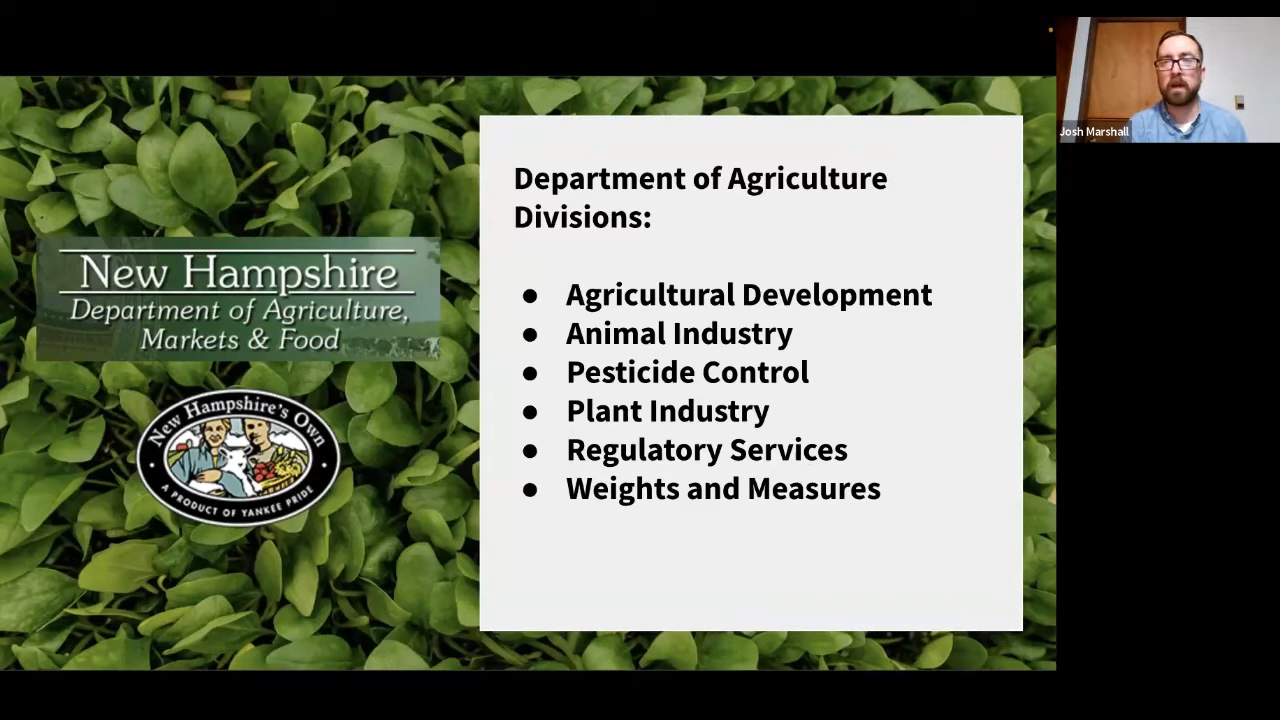 Department of Agriculture
Divisions:
● Agricultural Development
● Animal Industry
● Pesticide Control
● Plant Industry
● Regulatory Services
● Weights and Measures
New Hampshire
Department of Agriculture,
Markets & Food
New Hampshire's Own
A PRODUCT OF YANKEE PRIDE
Josh Marshall